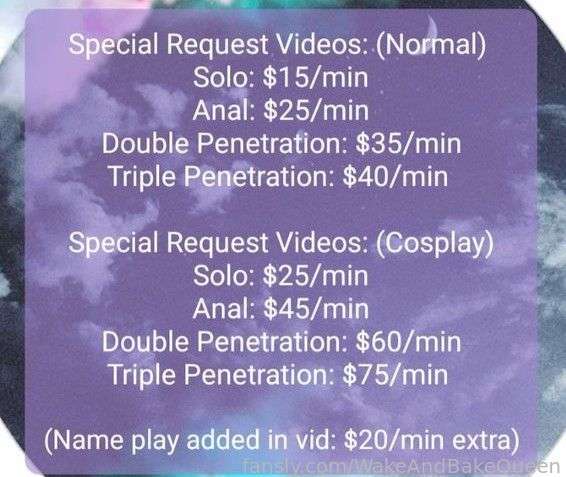 Special Request Videos: (Normal)
Solo: $15/min
Anal: $25/min
Double Penetration: $35/min
Triple Penetration: $40/min
Special Request Videos: (Cosplay)
Solo: $25/min
Anal: $45/min
Double Penetration: $60/min
Triple Penetration: $75/min
(Name play added in vid: $20/min extra)
fansly.com/WakeAndBakeQueen